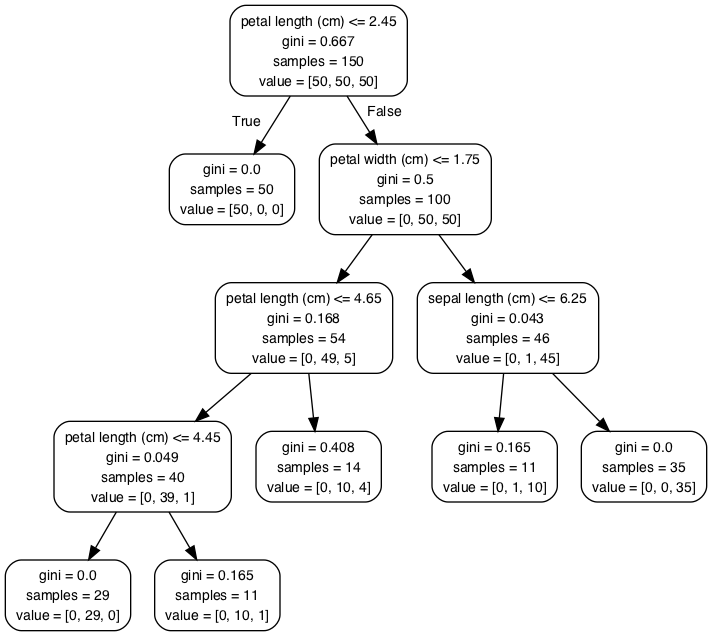 petal length (cm) <= 2.45
gini = 0.667
samples = 150
value = [50, 50, 50]
True
False
gini = 0.0
samples = 50
value = [50, 0, 0]
petal width (cm) <= 1.75
gini = 0.5
samples = 100
value = [0, 50, 50]
petal length (cm) <= 4.65
gini = 0.168
samples = 54
value = [0, 49, 5]
sepal length (cm) <= 6.25
gini = 0.043
samples = 46
value = [0, 1, 45]
petal length (cm) <= 4.45
gini = 0.049
samples = 40
value = [0, 39, 1]
gini = 0.408
samples = 14
value = [0, 10, 4]
gini = 0.165
samples = 11
value = [0, 1, 10]
gini = 0.0
samples = 35
value = [0, 0, 35]
gini = 0.0
samples = 29
value = [0, 29, 0]
gini = 0.165
samples = 11
value = [0, 10, 1]